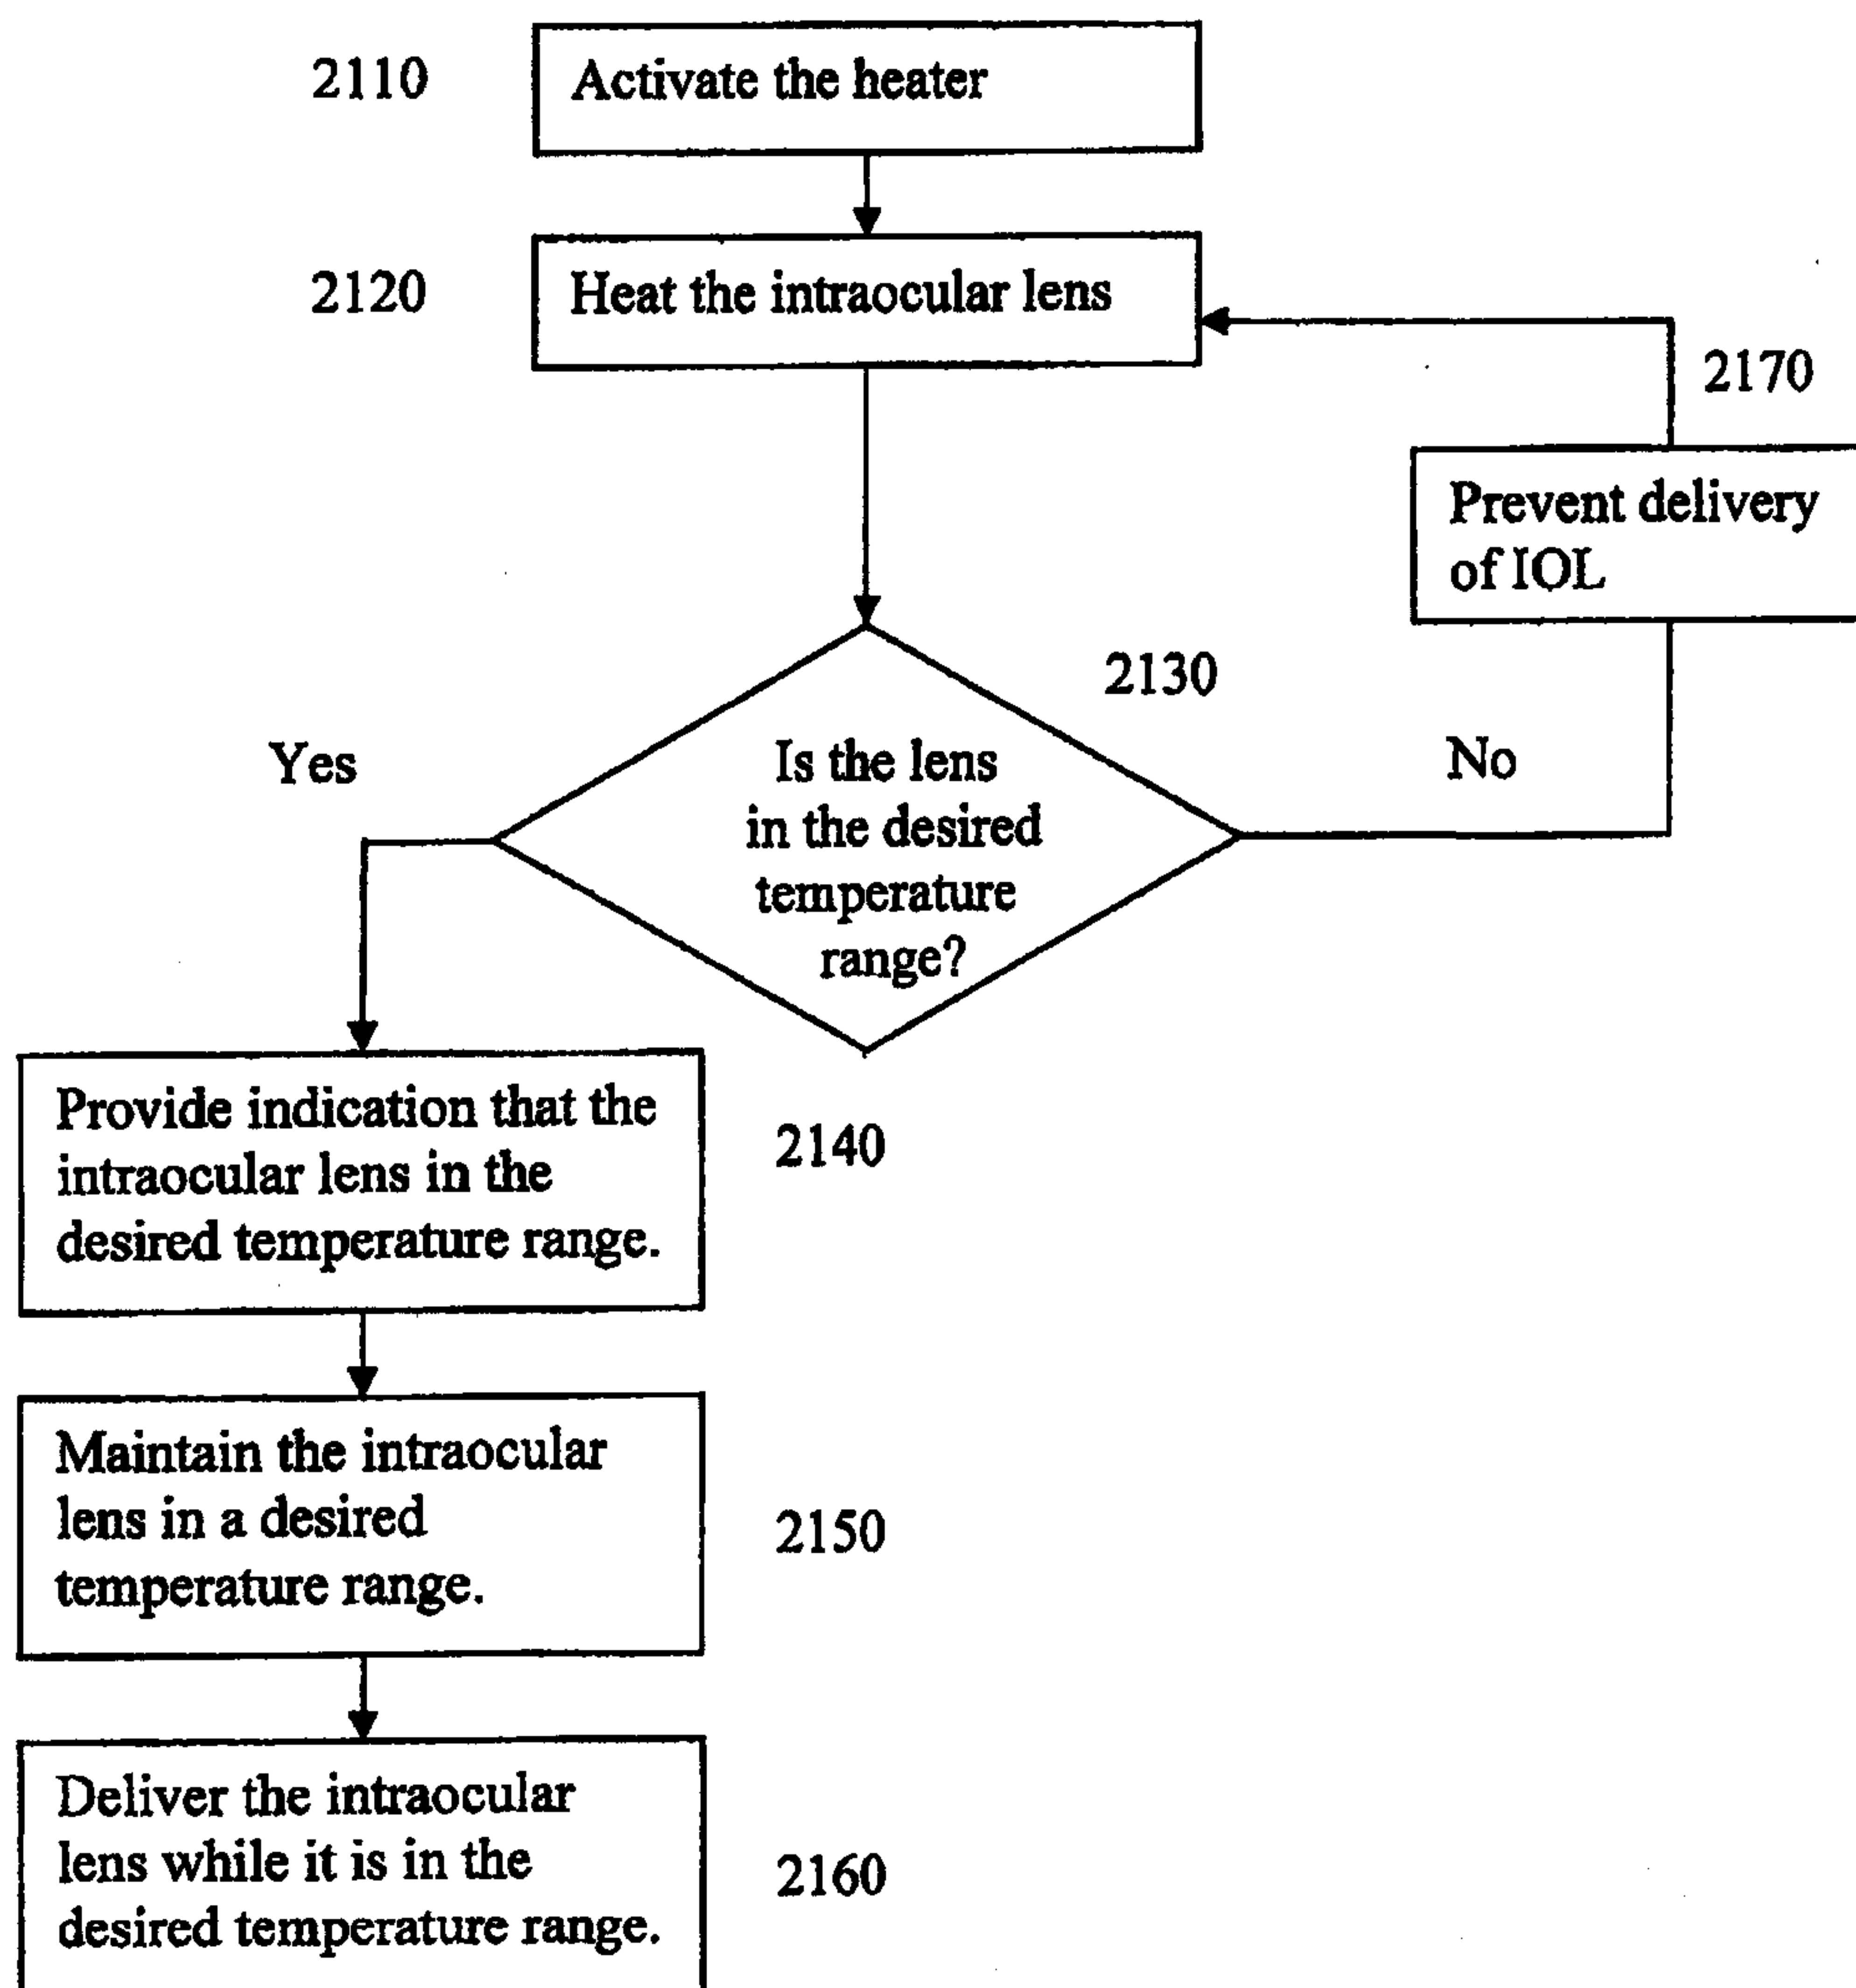 2110
Activate the heater
2120
Heat the intraocular lens
2170
Prevent delivery
of IOL
2130
Is the lens
in the desired
temperature
range?
Yes
No
Provide indication that the
intraocular lens in the
desired temperature range.
2140
Maintain the intraocular
lens in a desired
temperature range.
2150
Deliver the intraocular
lens while it is in the
desired temperature range.
2160